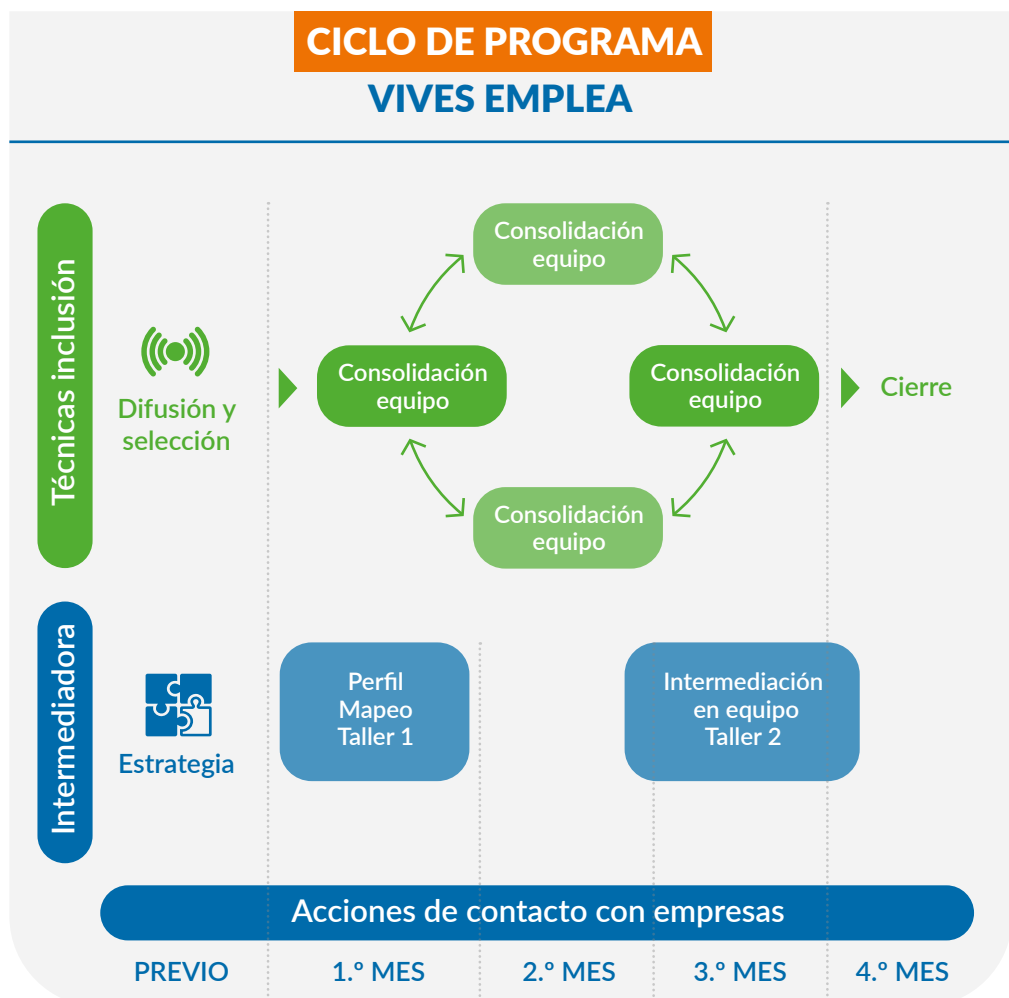 CICLO DE PROGRAMA
VIVES EMPLEA
Técnicas inclusión
Difusión y
selección
Consolidación
equipo
Consolidación
equipo
Consolidación
equipo
Consolidación
equipo
Cierre
Intermediadora
Estrategia
Perfil
Mapeo
Taller 1
Intermediación
en equipo
Taller 2
Acciones de contacto con empresas
PREVIO
1.º MES
2.º MES
3.º MES
4.º MES